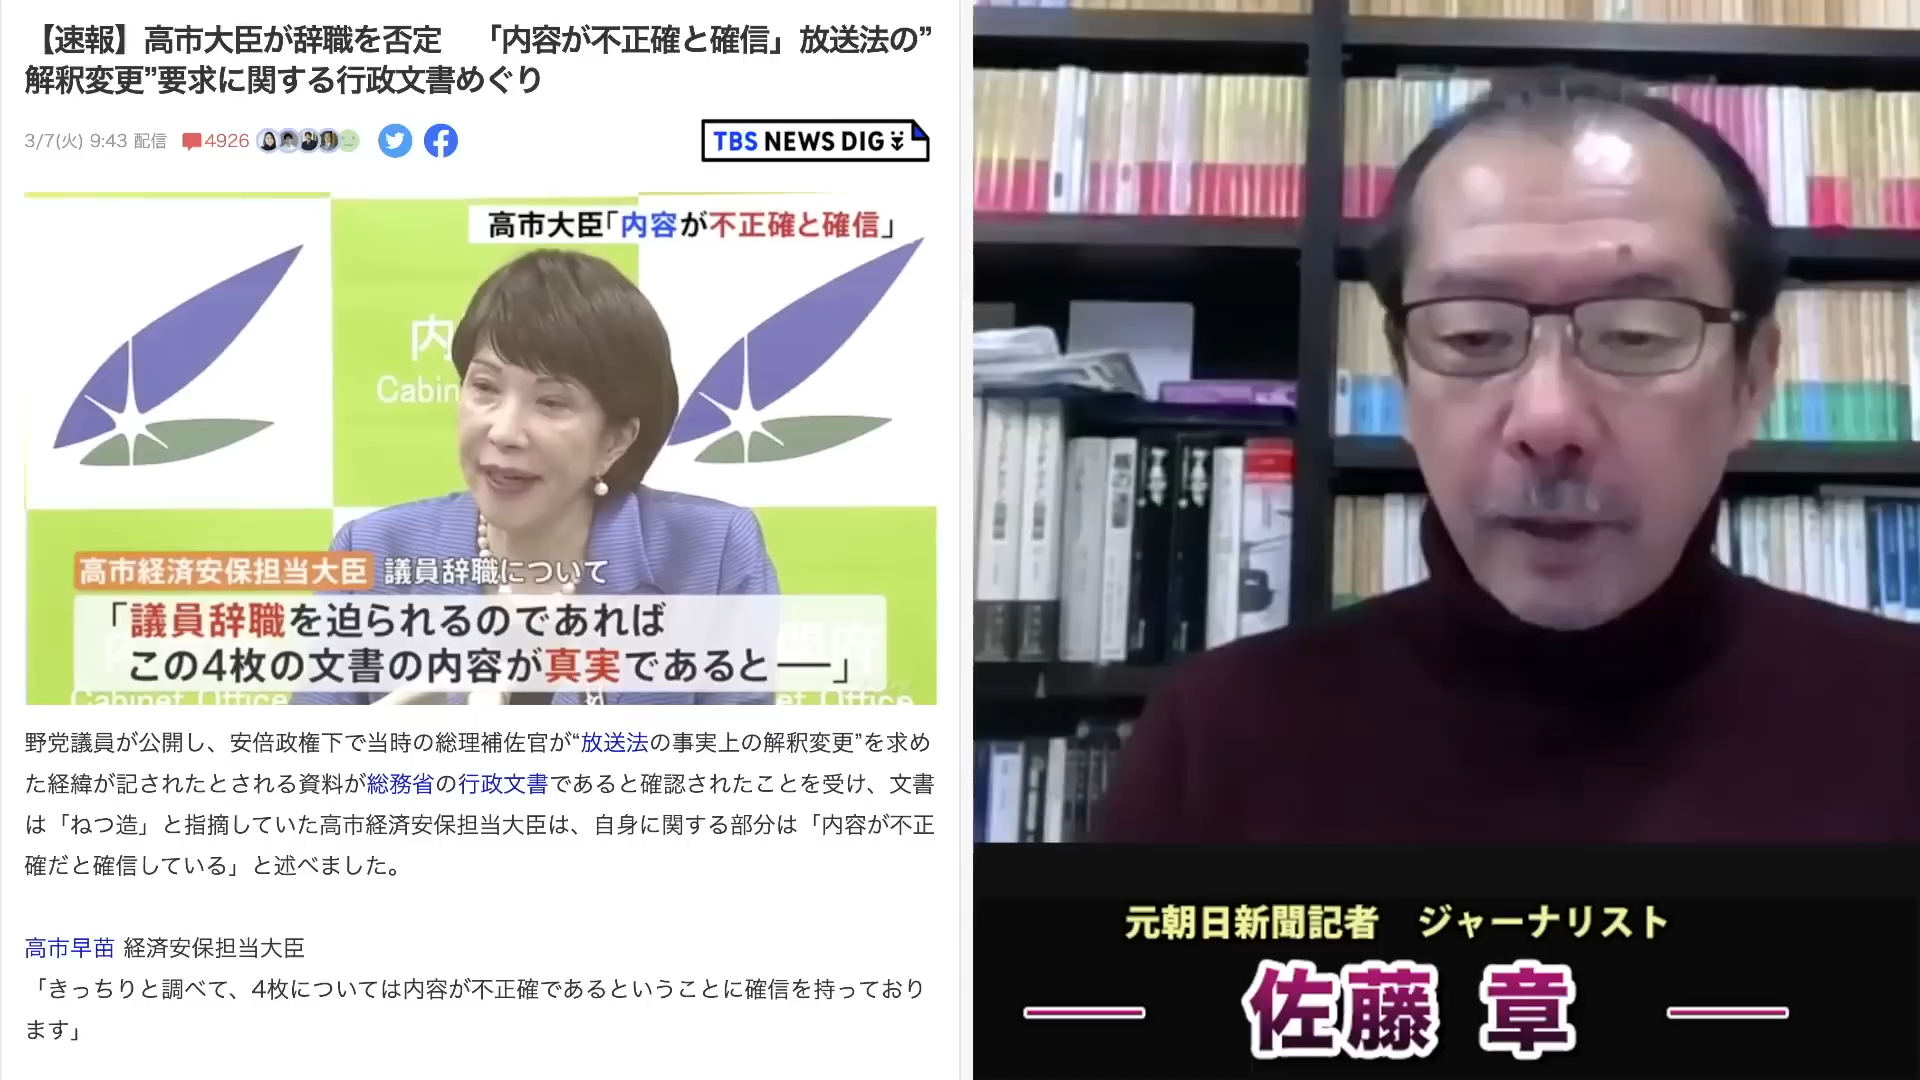 【速報】高市大臣が辞職を否定　「内容が不正確と確信」放送法の”
解釈変更”要求に関する行政文書めぐり
3/7(火) 9:43 配信 4926
TBS NEWS DIG
高市大臣「内容が不正確と確信」
内
Cabin
高市経済安保担当大臣 議員辞職について
「議員辞職を迫られるのであれば
この4枚の文書の内容が真実であると――」
Cabinet Office
et Office
野党議員が公開し、安倍政権下で当時の総理補佐官が“放送法の事実上の解釈変更”を求め
た経緯が記されたとされる資料が総務省の行政文書であると確認されたことを受け、文書
は「ねつ造」と指摘していた高市経済安保担当大臣は、自身に関する部分は「内容が不正
確だと確信している」と述べました。
高市早苗 経済安保担当大臣
「きっちりと調べて、4枚については内容が不正確であるということに確信を持っており
ます」
元朝日新聞記者　ジャーナリスト
佐藤 章